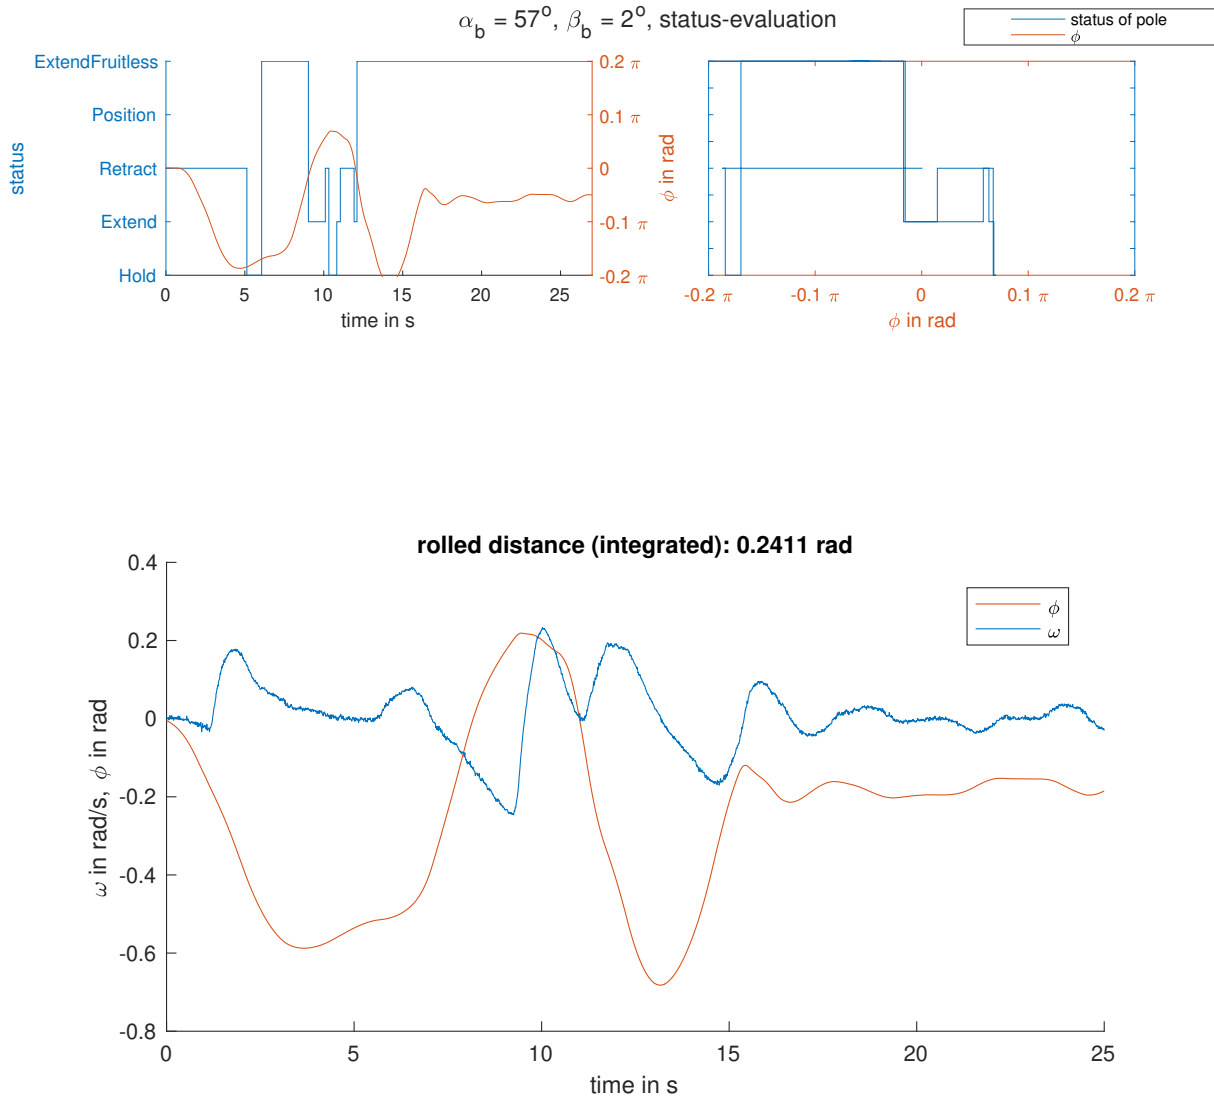 α_b = 57°, β_b = 2°, status-evaluation
status of pole
ϕ
ExtendFruitless
Position
Retract
Extend
Hold
status
0.2 π
0.1 π
0
-0.1 π
-0.2 π
ϕ in rad
0 5 10 15 20 25
time in s
-0.2 π -0.1 π 0 0.1 π 0.2 π
ϕ in rad
rolled distance (integrated): 0.2411 rad
0.4
0.2
0
-0.2
-0.4
-0.6
-0.8
ω in rad/s, ϕ in rad
ϕ
ω
0 5 10 15 20 25
time in s